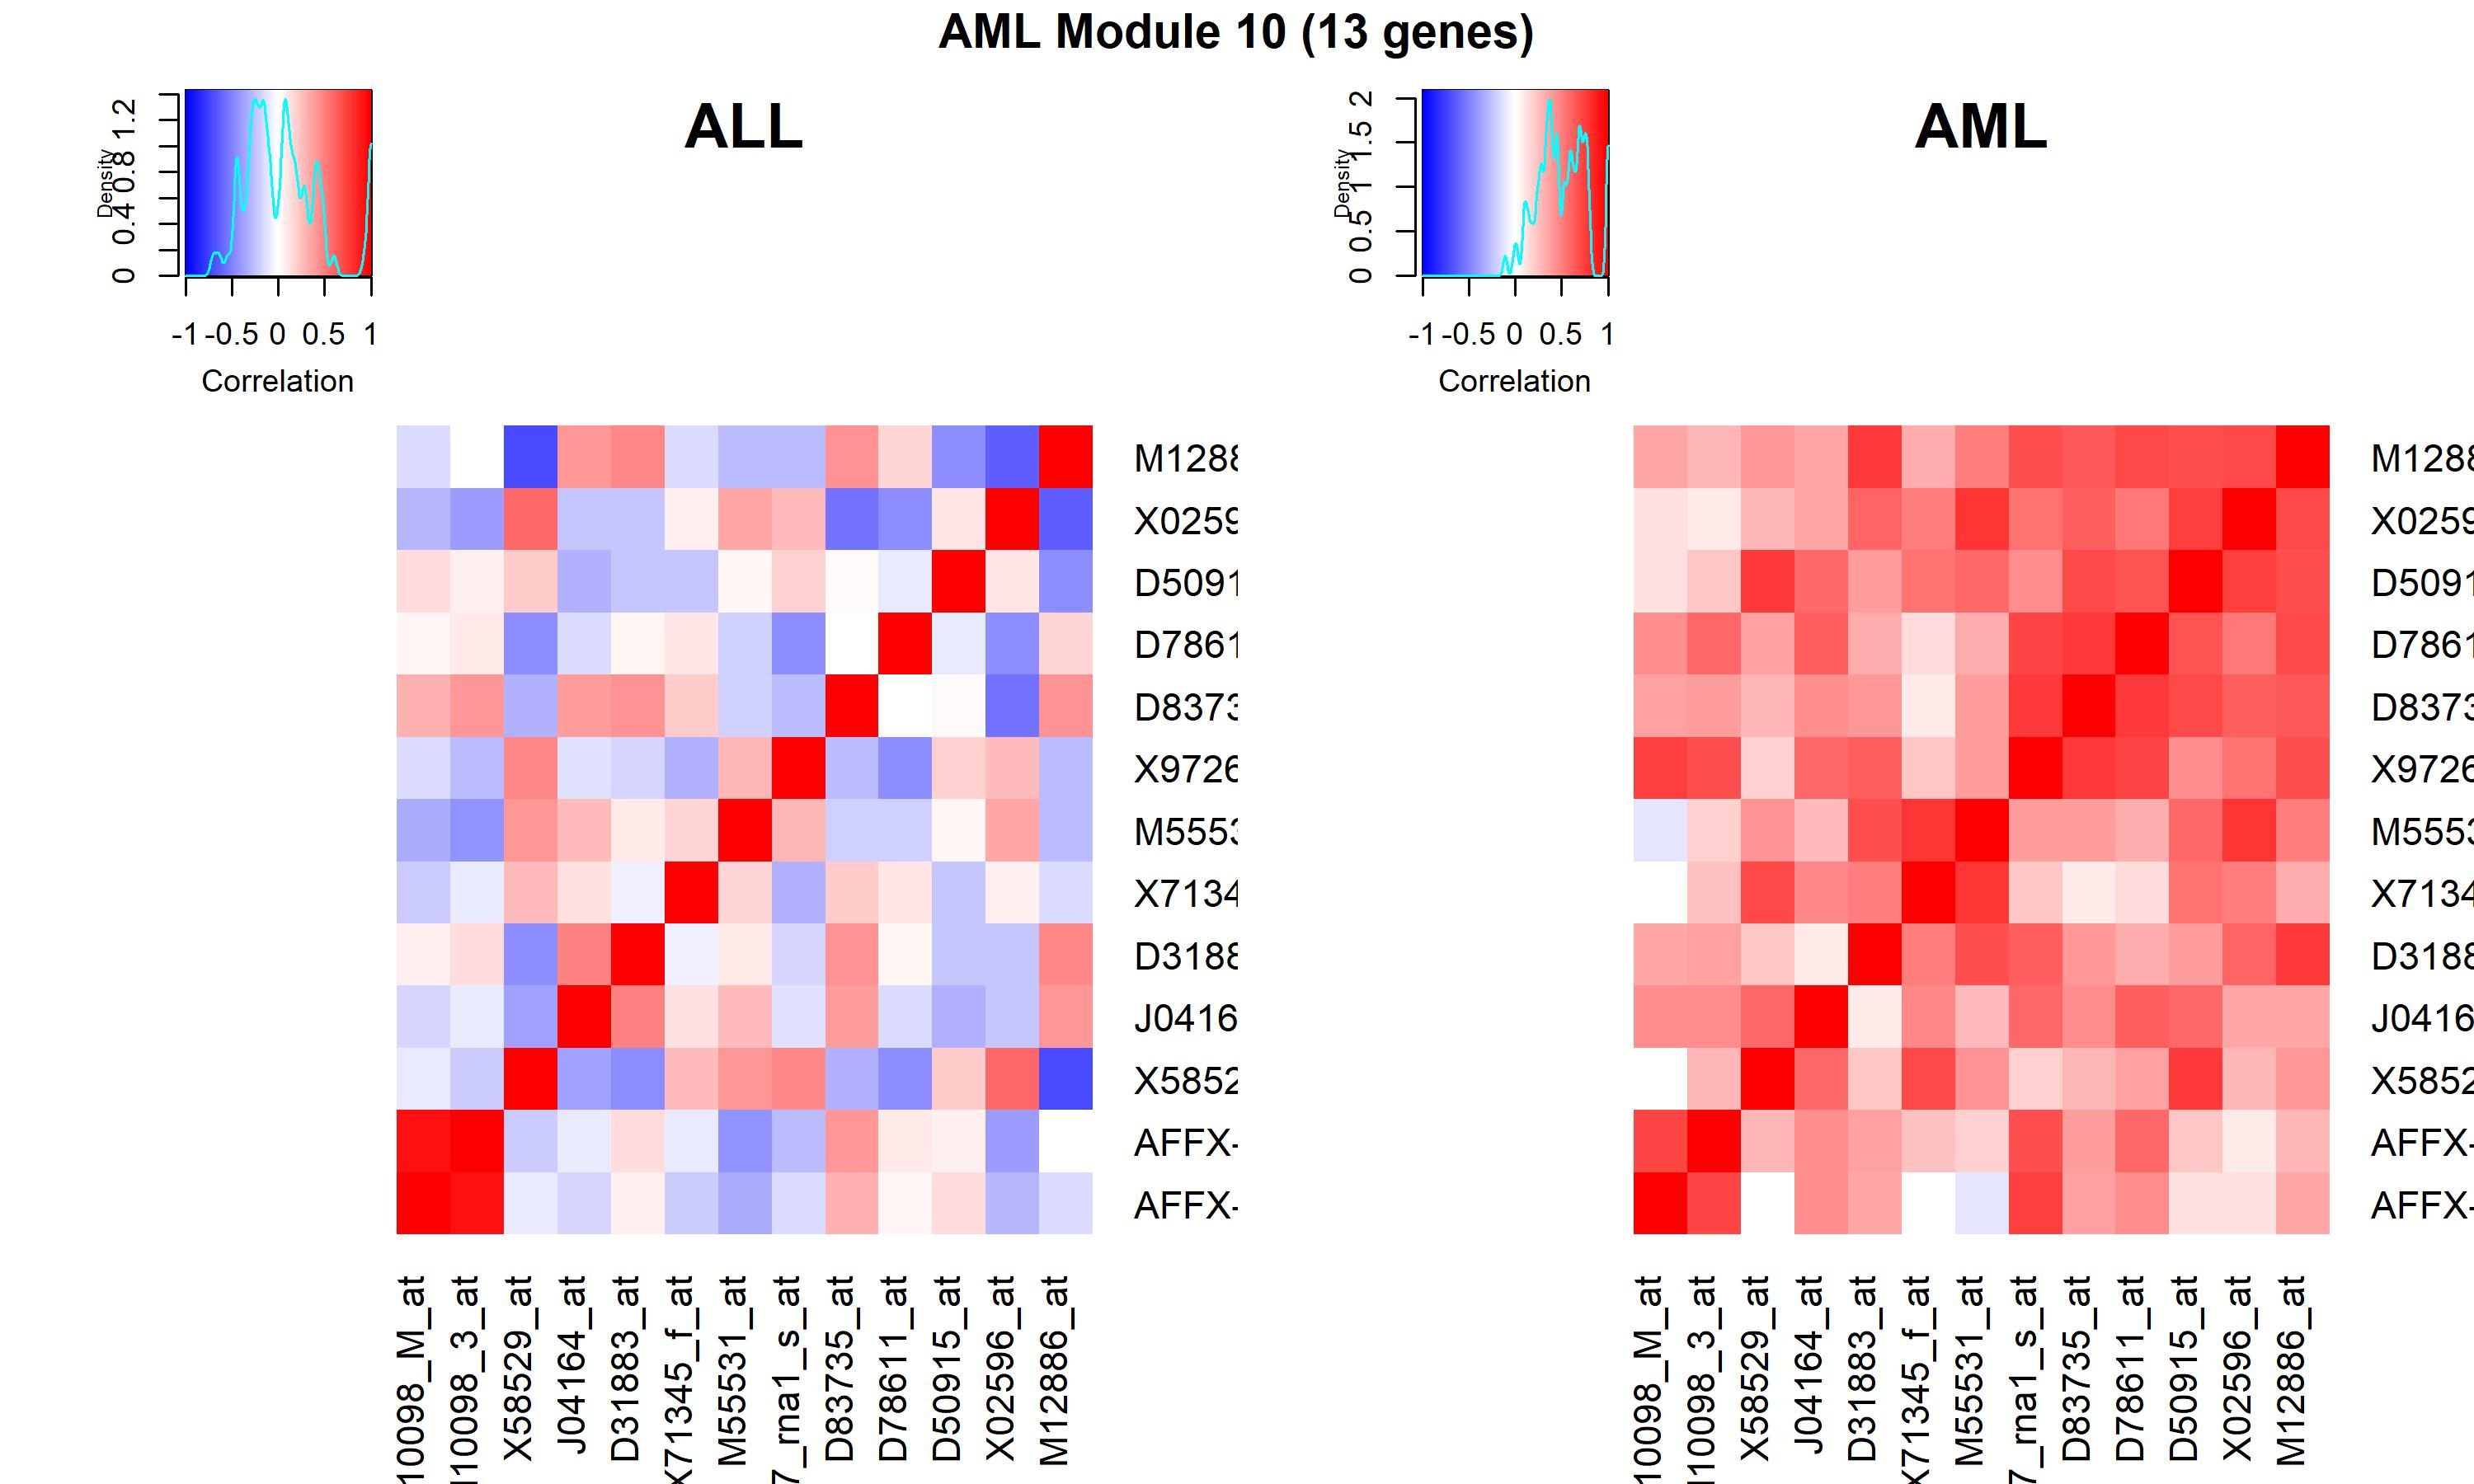 AML Module 10 (13 genes)
ALL
Density
0 0.4 0.8 1.2
-1 -0.5 0 0.5 1
Correlation
M1288
X0259
D5091
D7861
D8373
X9726
M5553
X7134
D3188
J0416
X5852
AFFX-
AFFX-
10098_M_at
10098_3_at
X58529_at
J04164_at
D31883_at
X71345_f_at
M55531_at
7_rna1_s_at
D83735_at
D78611_at
D50915_at
X02596_at
M12886_at
AML
Density
0 0.5 1 1.5 2
-1 -0.5 0 0.5 1
Correlation
M1288
X0259
D5091
D7861
D8373
X9726
M5553
X7134
D3188
J0416
X5852
AFFX-
AFFX-
10098_M_at
10098_3_at
X58529_at
J04164_at
D31883_at
X71345_f_at
M55531_at
7_rna1_s_at
D83735_at
D78611_at
D50915_at
X02596_at
M12886_at